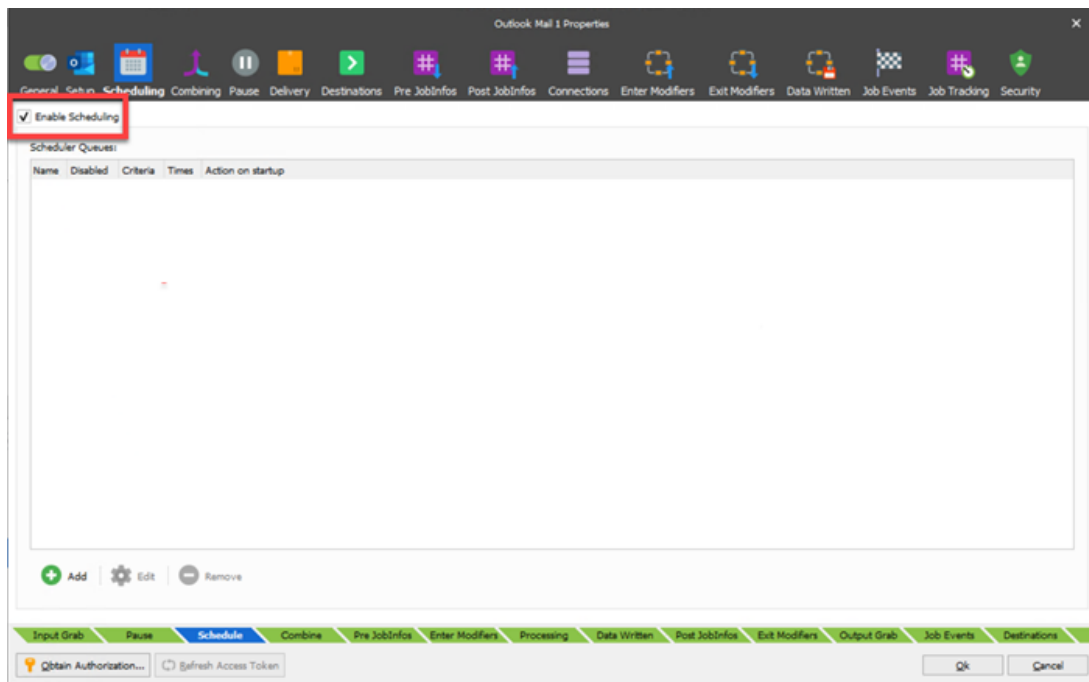 Outlook Mail 1 Properties
General Setup Scheduling Combining Pause Delivery Destinations Pre JobInfos Post JobInfos Connections Enter Modifiers Exit Modifiers Data Written Job Events Job Tracking Security
Enable Scheduling
Scheduler Queues:
Name Disabled Criteria Times Action on startup
Add Edit Remove
Input Grab Pause Schedule Combine Pre JobInfos Enter Modifiers Processing Data Written Post JobInfos Exit Modifiers Output Grab Job Events Destinations
Obtain Authorization... Refresh Access Token Ok Cancel